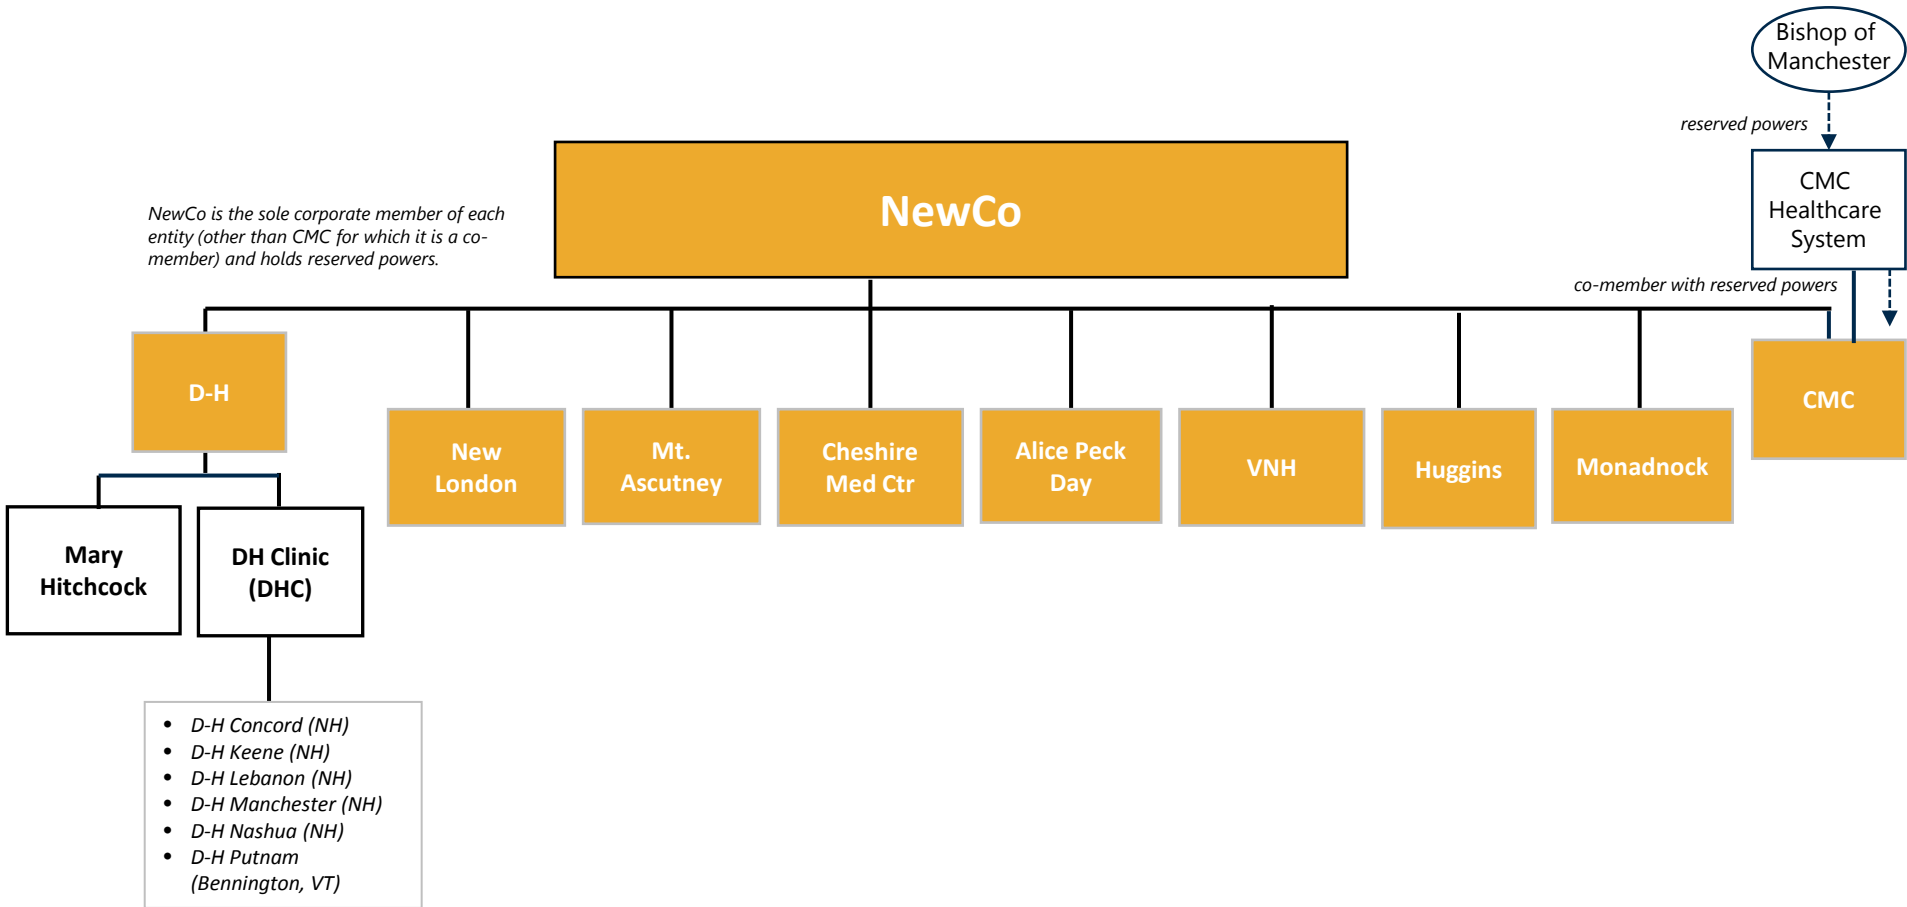 Bishop of
Manchester
reserved powers
CMC
Healthcare
System
NewCo
NewCo is the sole corporate member of each
entity (other than CMC for which it is a co-
member) and holds reserved powers.
co-member with reserved powers
D-H
New
London
Mt.
Ascutney
Cheshire
Med Ctr
Alice Peck
Day
VNH
Huggins
Monadnock
CMC
Mary
Hitchcock
DH Clinic
(DHC)
• D-H Concord (NH)
• D-H Keene (NH)
• D-H Lebanon (NH)
• D-H Manchester (NH)
• D-H Nashua (NH)
• D-H Putnam
(Bennington, VT)